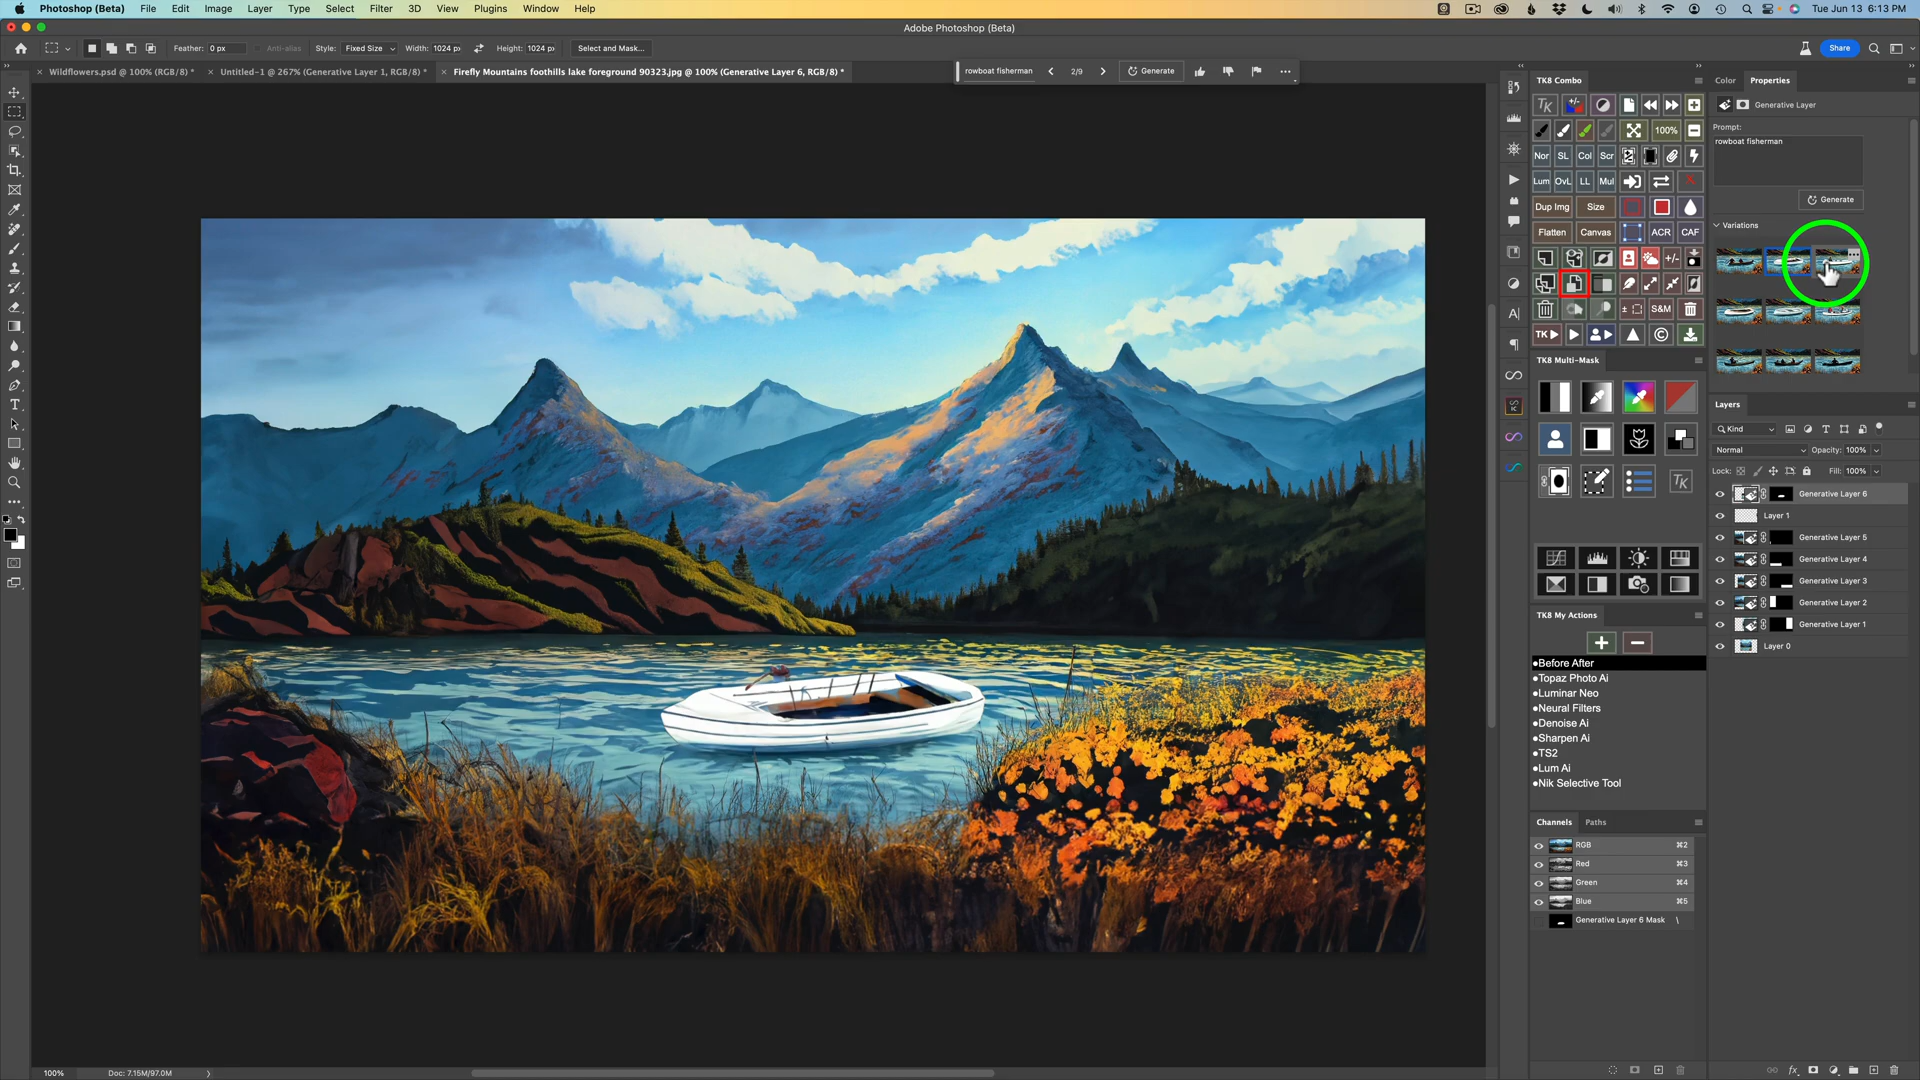 Photoshop (Beta) File Edit Image Layer Type Select Filter 3D View Plugins Window Help Tue Jun 13 6:13 PM
Adobe Photoshop (Beta)
Feather: 0 px Anti-alias Style: Fixed Size Width: 1024 px Height: 1024 px Select and Mask... Share
Wildflowers.psd @ 100% (RGB/8) * Untitled-1 @ 267% (Generative Layer 1, RGB/8) * Firefly Mountains foothills lake foreground 90323.jpg @ 100% (Generative Layer 6, RGB/8) *
rowboat fisherman 2/9 Generate
TK8 Combo
TK +/-
100%
Nor SL Col Scr
Lum OvL LL Mul
Dup Img Size
Flatten Canvas ACR CAF
+/-
S&M
TK
TK8 Multi-Mask
TK
TK8 My Actions
Before After
Topaz Photo Ai
Luminar Neo
Neural Filters
Denoise Ai
Sharpen Ai
TS2
Lum Ai
Nik Selective Tool
Channels Paths
RGB ⌘2
Red ⌘3
Green ⌘4
Blue ⌘5
Generative Layer 6 Mask \
Color Properties
Generative Layer
Prompt:
rowboat fisherman
Generate
Variations
Layers
Kind
Normal Opacity: 100%
Lock: Fill: 100%
Generative Layer 6
Layer 1
Generative Layer 5
Generative Layer 4
Generative Layer 3
Generative Layer 2
Generative Layer 1
Layer 0
fx
100% Doc: 7.15M/97.0M